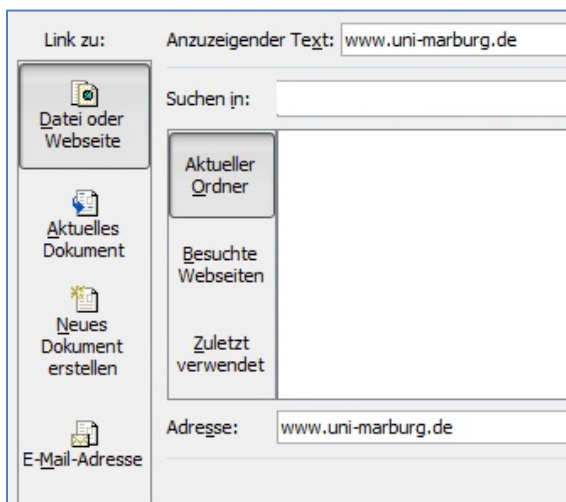 Link zu:
Anzuzeigender Text: www.uni-marburg.de
Datei oder
Webseite
Aktuelles
Dokument
Neues
Dokument
erstellen
E-Mail-Adresse
Suchen in:
Aktueller
Ordner
Besuchte
Webseiten
Zuletzt
verwendet
Adresse: www.uni-marburg.de